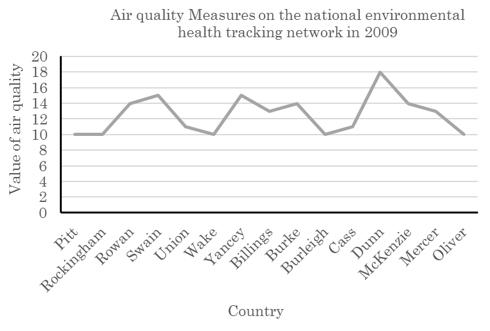 Air quality Measures on the national environmental
health tracking network in 2009
Value of air quality
20
18
16
14
12
10
8
6
4
2
0
Pitt
Rockingham
Rowan
Swain
Union
Wake
Yancey
Billings
Burke
Burleigh
Cass
Dunn
McKenzie
Mercer
Oliver
Country